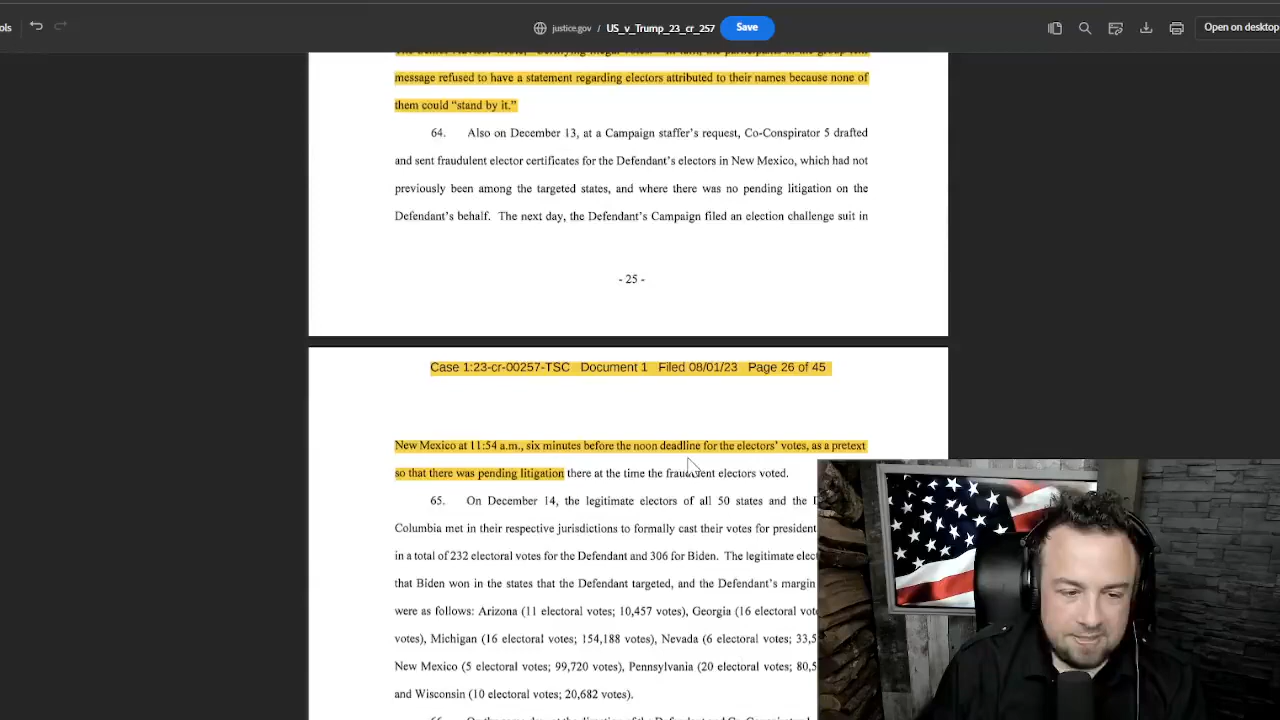 ols
justice.gov / US_v_Trump_23_cr_257
Save
Open on desktop
message refused to have a statement regarding electors attributed to their names because none of
them could “stand by it.”
64. Also on December 13, at a Campaign staffer’s request, Co-Conspirator 5 drafted
and sent fraudulent elector certificates for the Defendant’s electors in New Mexico, which had not
previously been among the targeted states, and where there was no pending litigation on the
Defendant’s behalf. The next day, the Defendant’s Campaign filed an election challenge suit in
- 25 -
Case 1:23-cr-00257-TSC Document 1 Filed 08/01/23 Page 26 of 45
New Mexico at 11:54 a.m., six minutes before the noon deadline for the electors’ votes, as a pretext
so that there was pending litigation there at the time the fraudulent electors voted.
65. On December 14, the legitimate electors of all 50 states and the
Columbia met in their respective jurisdictions to formally cast their votes for president
in a total of 232 electoral votes for the Defendant and 306 for Biden. The legitimate
that Biden won in the states that the Defendant targeted, and the Defendant’s margin
were as follows: Arizona (11 electoral votes; 10,457 votes), Georgia (16 electoral
votes), Michigan (16 electoral votes; 154,188 votes), Nevada (6 electoral votes;
New Mexico (5 electoral votes; 99,720 votes), Pennsylvania (20 electoral votes;
and Wisconsin (10 electoral votes; 20,682 votes).